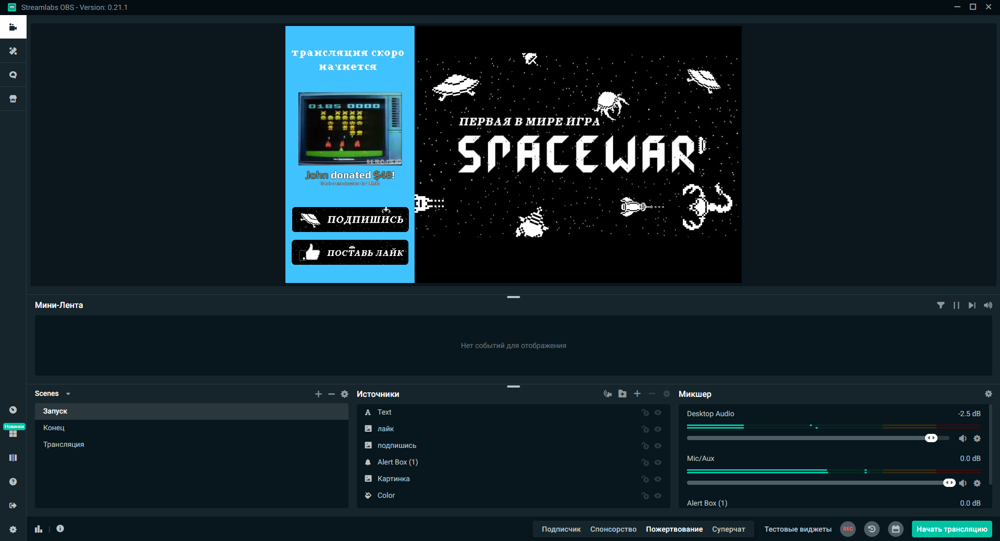 Streamlabs OBS - Version: 0.21.1
трансляция скоро
начнется
0185 0000
RETRO-FIEND
John donated $48!
This is a test donation for $48.00.
ПОДПИШИСЬ
ПОСТАВЬ ЛАЙК
ПЕРВАЯ В МИРЕ ИГРА
SPACEWAR
Мини-Лента
Нет событий для отображения
Новинки
Scenes
Запуск
Конец
Трансляция
Источники
Text
лайк
подпишись
Alert Box (1)
Картинка
Color
Микшер
Desktop Audio -2.5 dB
Mic/Aux 0.0 dB
Alert Box (1) 0.0 dB
Подписчик Спонсорство Пожертвование Суперчат Тестовые виджеты REC Начать трансляцию